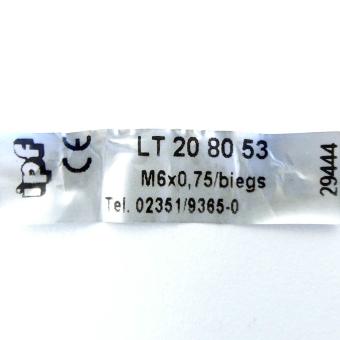 ipf
CE
LT 20 80 53
M6x0,75/biegs
Tel. 02351/9365-0
29444